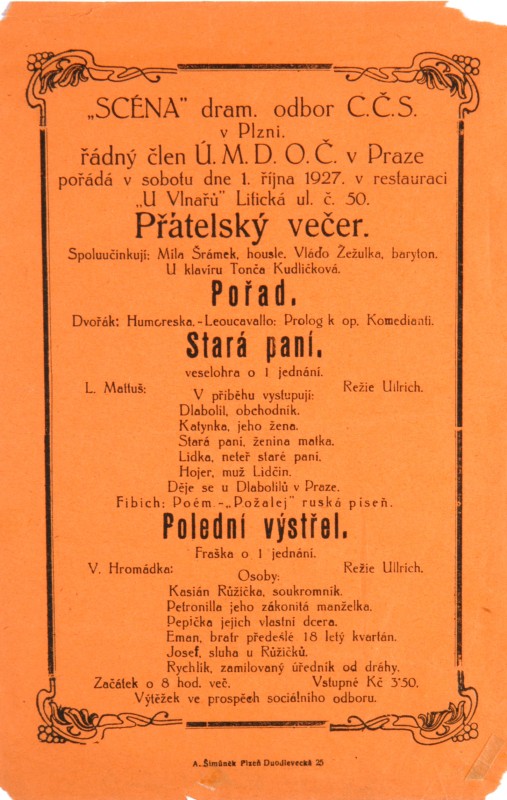 „SCÉNA" dram. odbor C.Č.S.
v Plzni.
řádný člen Ú. M. D. O. Č. v Praze
pořádá v sobotu dne 1. října 1927. v restauraci
„U Vlnařů" Litická ul. č. 50.
Přátelský večer.
Spoluučinkují: Míla Šrámek, housle. Vláďo Žežulka, baryton.
U klavíru Tonča Kudličková.
Pořad.
Dvořák: Humoreska.-Leoucavallo: Prolog k op. Komedianti.
Stará paní.
veselohra o 1 jednání.
L. Mattuš: Režie Ullrich.
V příběhu vystupují:
Dlabolil, obchodník.
Katynka, jeho žena.
Stará paní, ženina matka.
Lidka, neteř staré paní.
Hojer, muž Lidčin.
Děje se u Dlabolilů v Praze.
Fibich: Poém.-„Požalej" ruská píseň.
Polední výstřel.
Fraška o 1 jednání.
V. Hromádka: Režie Ullrich.
Osoby:
Kasián Růžička, soukromník.
Petronilla jeho zákonitá manželka.
Pepička jejich vlastní dcera.
Eman, bratr předešlé 18 letý kvartán.
Josef, sluha u Růžičků.
Rychlík, zamilovaný úředník od dráhy.
Začátek o 8 hod. več. Vstupné Kč 3'50.
Výtěžek ve prospěch sociálního odboru.
A. Šimůnek Plzeň Duodlevecká 25